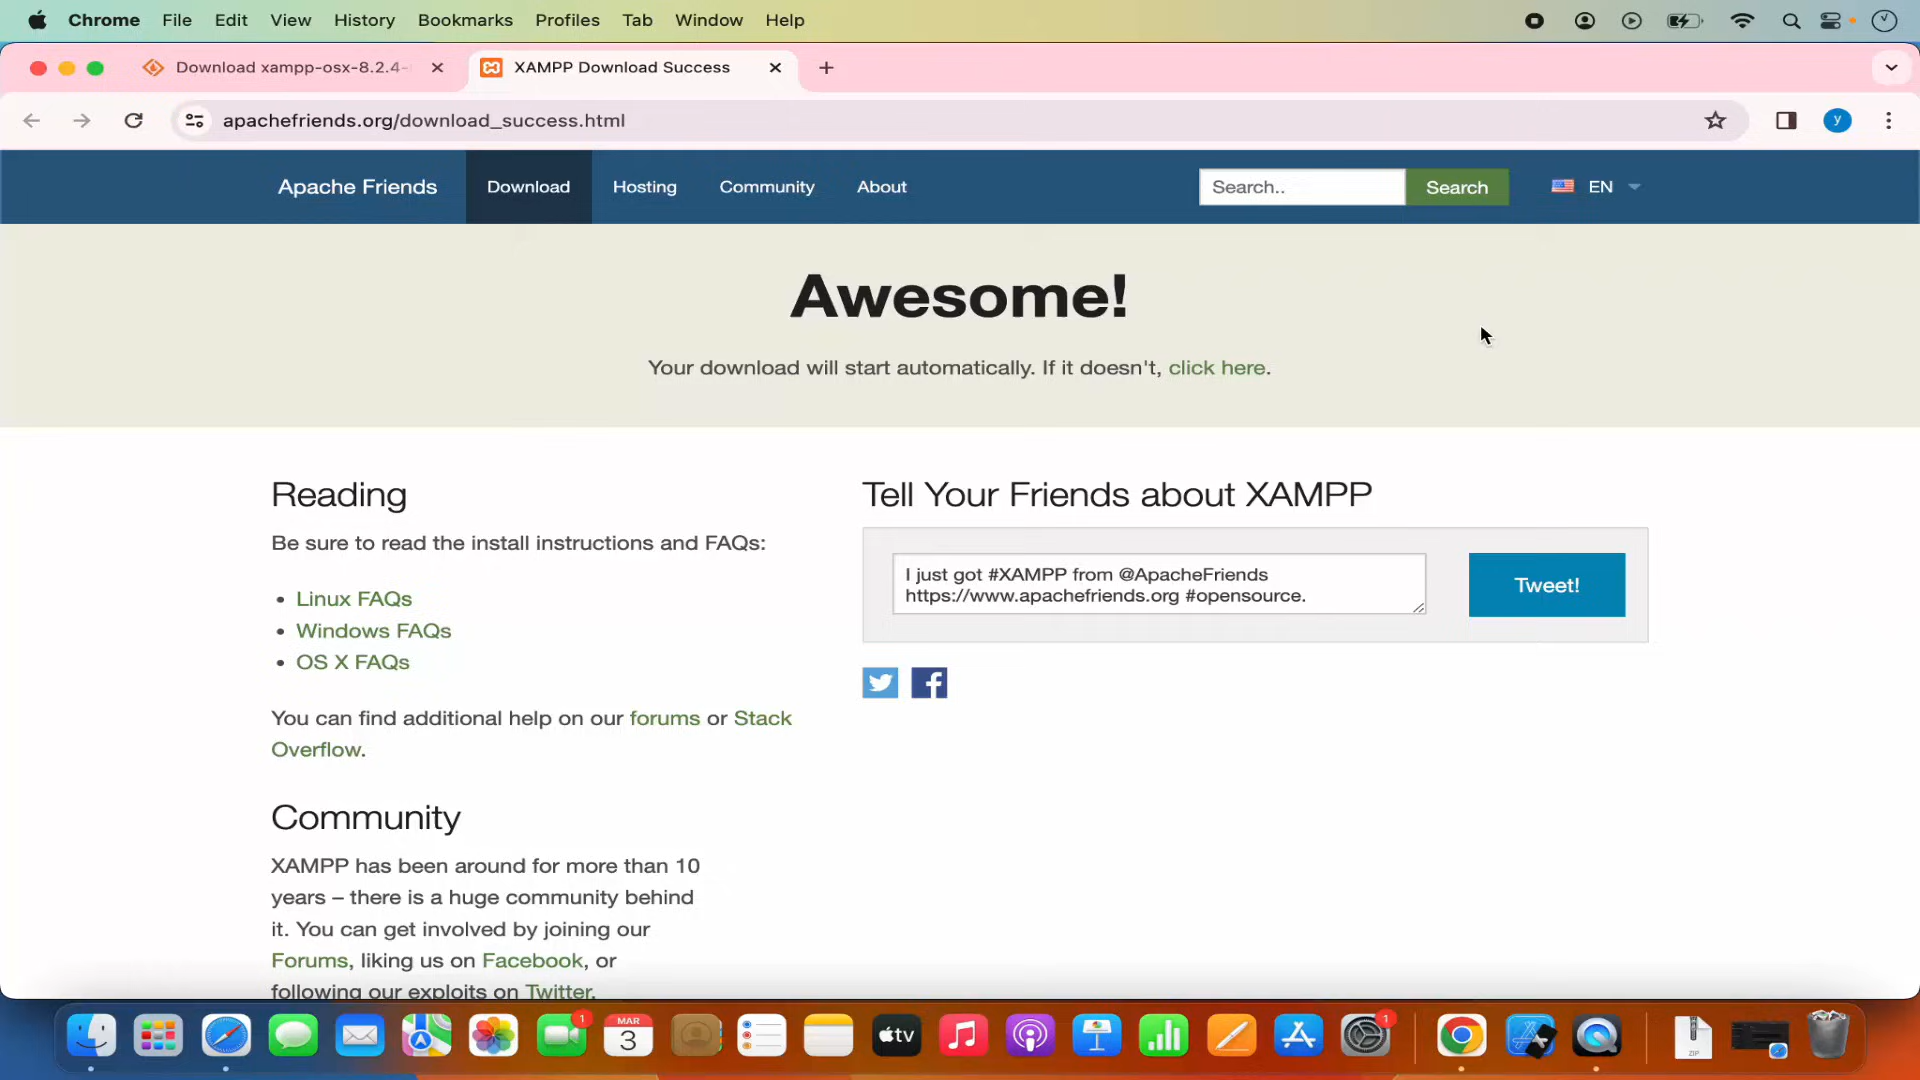 Chrome File Edit View History Bookmarks Profiles Tab Window Help
Download xampp-osx-8.2.4-
XAMPP Download Success
apachefriends.org/download_success.html
y
Apache Friends Download Hosting Community About
Search.. Search EN
Awesome!
Your download will start automatically. If it doesn't, click here.
Reading
Be sure to read the install instructions and FAQs:
Linux FAQs
Windows FAQs
OS X FAQs
You can find additional help on our forums or Stack
Overflow.
Community
XAMPP has been around for more than 10
years – there is a huge community behind
it. You can get involved by joining our
Forums, liking us on Facebook, or
following our exploits on Twitter.
Tell Your Friends about XAMPP
I just got #XAMPP from @ApacheFriends
https://www.apachefriends.org #opensource.
Tweet!
1
MAR
3
tv
1
ZIP